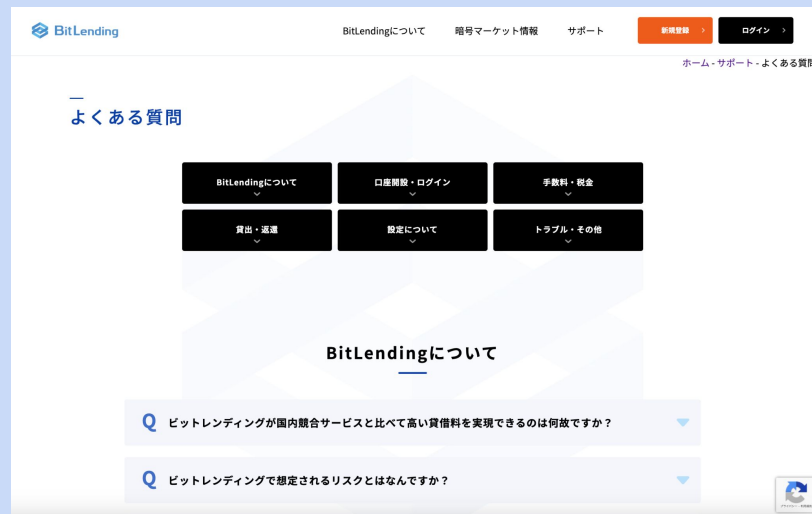 BitLending
BitLendingについて
暗号マーケット情報
サポート
新規登録
ログイン
ホーム - サポート - よくある質問
よくある質問
BitLendingについて
口座開設・ログイン
手数料・税金
貸出・返還
設定について
トラブル・その他
BitLendingについて
Q ビットレンディングが国内競合サービスと比べて高い貸借料を実現できるのは何故ですか？
Q ビットレンディングで想定されるリスクとはなんですか？